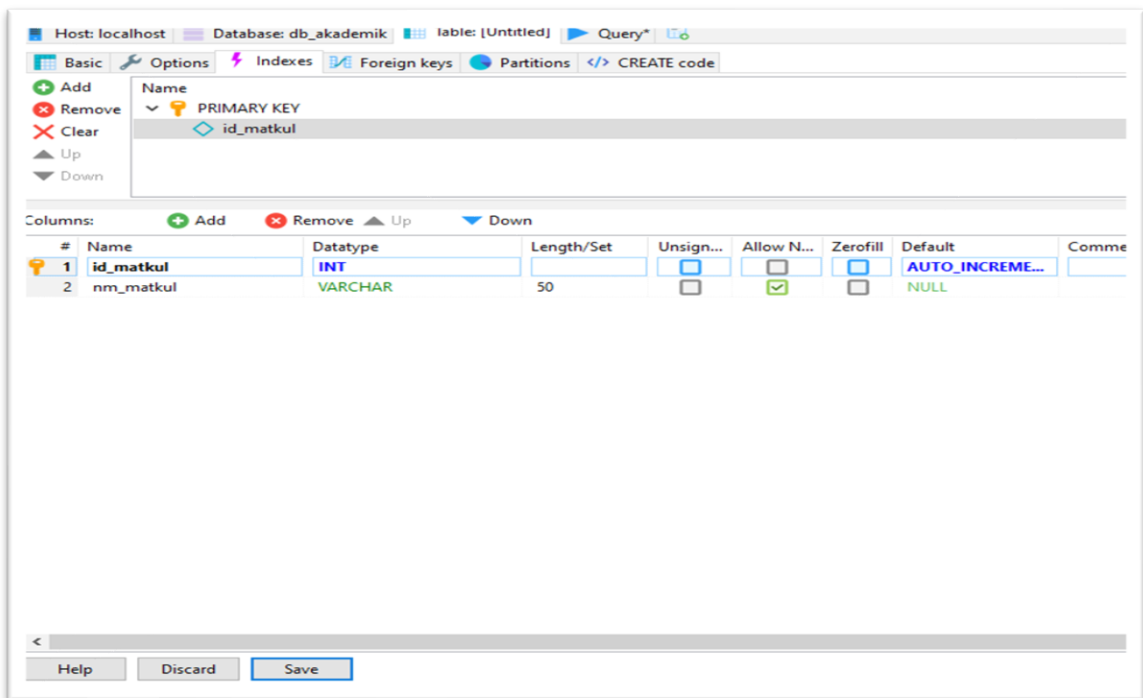 Host: localhost Database: db_akademik Table: [Untitled] Query*
Basic Options Indexes Foreign keys Partitions </> CREATE code
Add
Remove
Clear
Up
Down
Name
PRIMARY KEY
id_matkul
Columns: Add Remove Up Down
# Name Datatype Length/Set Unsign... Allow N... Zerofill Default Comme
1 id_matkul INT AUTO_INCREME...
2 nm_matkul VARCHAR 50 NULL
<
Help Discard Save